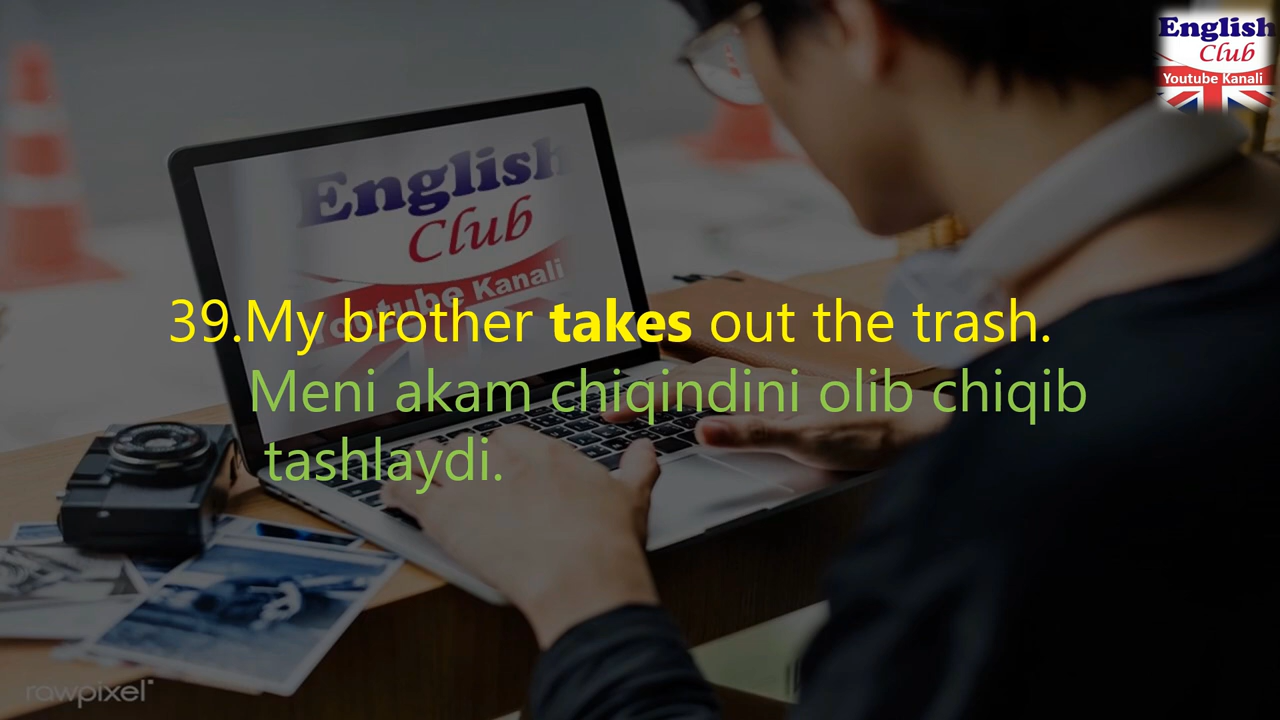 English
Club
Youtube Kanali
English
Club
Youtube Kanali
39.My brother takes out the trash.
Meni akam chiqindini olib chiqib
tashlaydi.
rawpixel